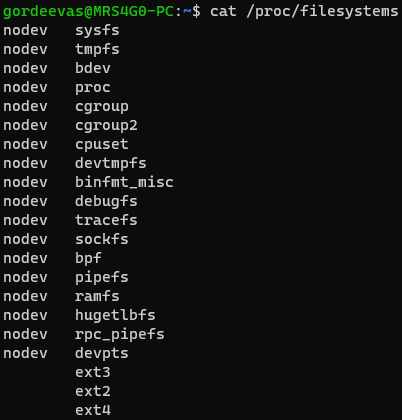 gordeevas@MRS4G0-PC:~$ cat /proc/filesystems
nodev   sysfs
nodev   tmpfs
nodev   bdev
nodev   proc
nodev   cgroup
nodev   cgroup2
nodev   cpuset
nodev   devtmpfs
nodev   binfmt_misc
nodev   debugfs
nodev   tracefs
nodev   sockfs
nodev   bpf
nodev   pipefs
nodev   ramfs
nodev   hugetlbfs
nodev   rpc_pipefs
nodev   devpts
        ext3
        ext2
        ext4